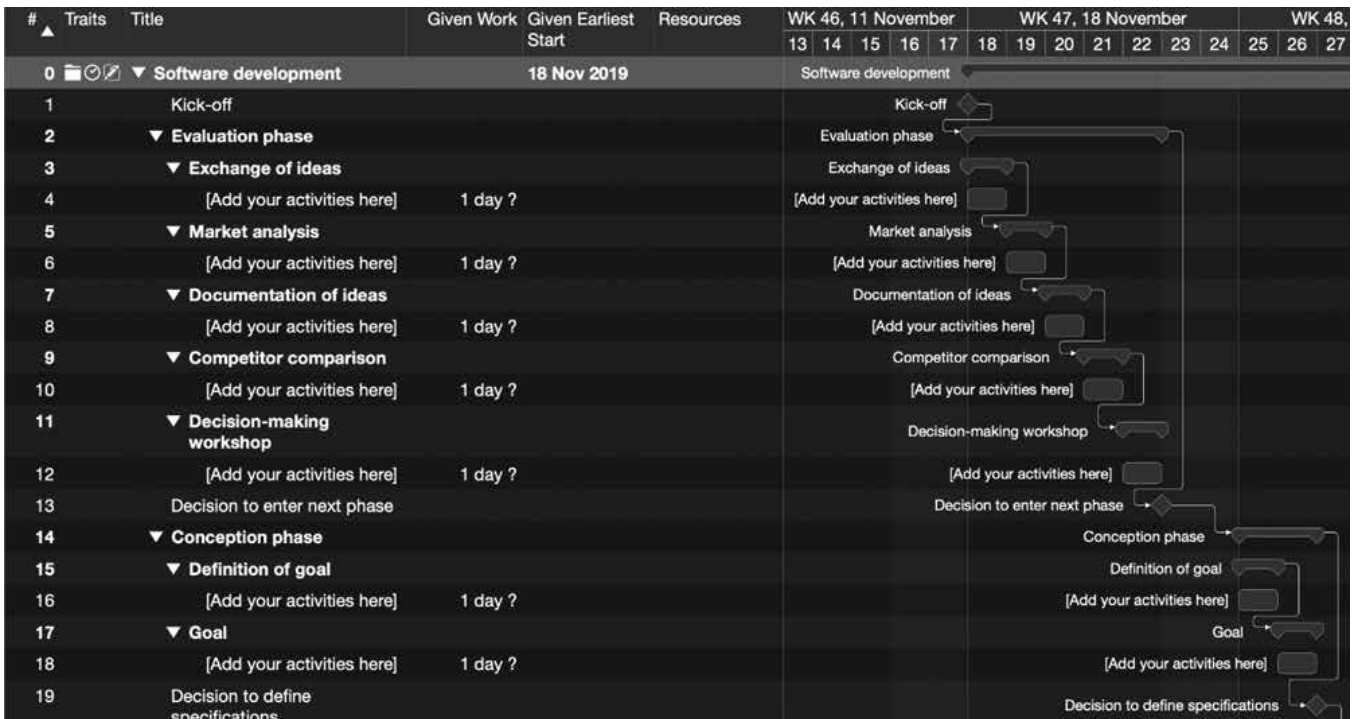 # Traits Title Given Work Given Earliest Start Resources WK 46, 11 November WK 47, 18 November WK 48,
13 14 15 16 17 18 19 20 21 22 23 24 25 26 27
0 Software development 18 Nov 2019 Software development
1 Kick-off Kick-off
2 Evaluation phase Evaluation phase
3 Exchange of ideas Exchange of ideas
4 [Add your activities here] 1 day ? [Add your activities here]
5 Market analysis Market analysis
6 [Add your activities here] 1 day ? [Add your activities here]
7 Documentation of ideas Documentation of ideas
8 [Add your activities here] 1 day ? [Add your activities here]
9 Competitor comparison Competitor comparison
10 [Add your activities here] 1 day ? [Add your activities here]
11 Decision-making workshop Decision-making workshop
12 [Add your activities here] 1 day ? [Add your activities here]
13 Decision to enter next phase Decision to enter next phase
14 Conception phase Conception phase
15 Definition of goal Definition of goal
16 [Add your activities here] 1 day ? [Add your activities here]
17 Goal Goal
18 [Add your activities here] 1 day ? [Add your activities here]
19 Decision to define specifications Decision to define specifications